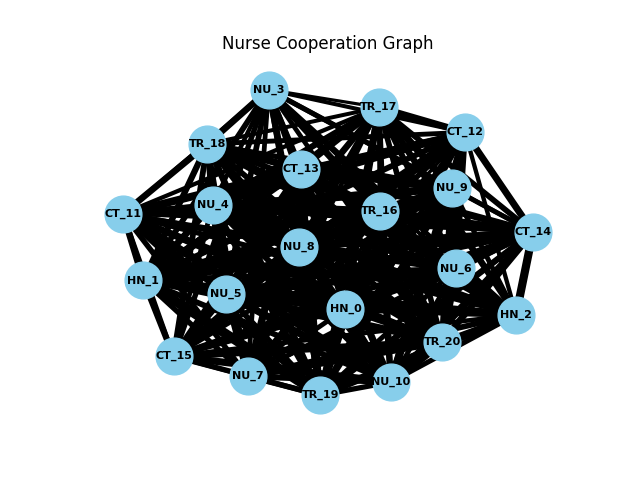 Nurse Cooperation Graph
NU_3
TR_17
CT_12
TR_18
CT_13
NU_9
NU_4
TR_16
CT_11
CT_14
NU_8
NU_6
HN_1
NU_5
HN_0
HN_2
TR_20
CT_15
NU_7
NU_10
TR_19